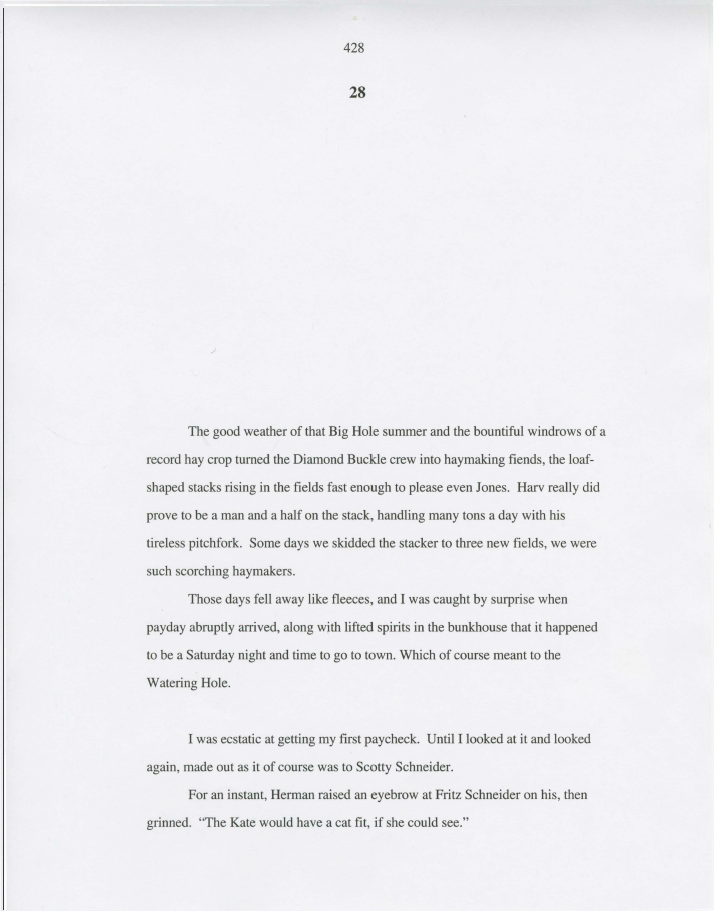 428
28
The good weather of that Big Hole summer and the bountiful windrows of a
record hay crop turned the Diamond Buckle crew into haymaking fiends, the loaf-
shaped stacks rising in the fields fast enough to please even Jones.  Harv really did
prove to be a man and a half on the stack, handling many tons a day with his
tireless pitchfork.  Some days we skidded the stacker to three new fields, we were
such scorching haymakers.
Those days fell away like fleeces, and I was caught by surprise when
payday abruptly arrived, along with lifted spirits in the bunkhouse that it happened
to be a Saturday night and time to go to town. Which of course meant to the
Watering Hole.
I was ecstatic at getting my first paycheck.  Until I looked at it and looked
again, made out as it of course was to Scotty Schneider.
For an instant, Herman raised an eyebrow at Fritz Schneider on his, then
grinned.  “The Kate would have a cat fit, if she could see.”